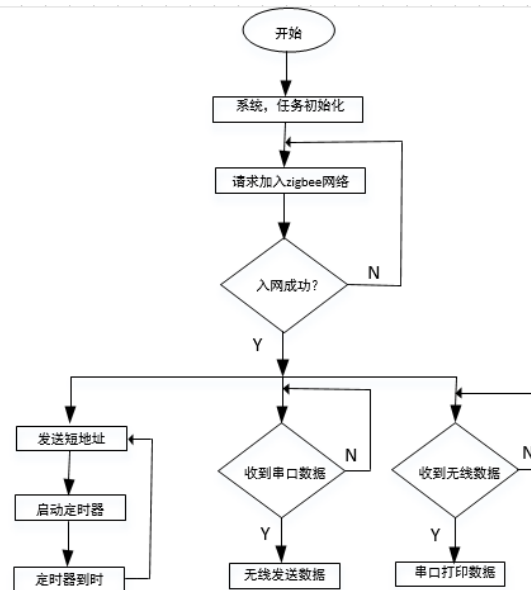 开始
系统，任务初始化
请求加入zigbee网络
入网成功？
N
Y
发送短地址
收到串口数据
N
收到无线数据
N
启动定时器
Y
Y
定时器到时
无线发送数据
串口打印数据